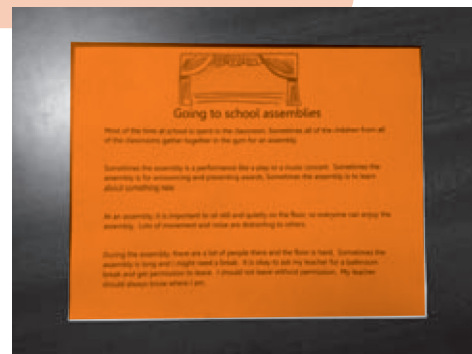 Going to school assemblies
Most of the time at school is spent in the classroom. Sometimes all of the children from all
of the classrooms gather together in the gym for an assembly.
Sometimes the assembly is a performance like a play or a music concert. Sometimes the
assembly is for announcing and presenting awards. Sometimes the assembly is to learn
about something new.
At an assembly, it is important to sit still and quietly on the floor, so everyone can enjoy the
assembly. Lots of movement and noise are distracting to others.
During the assembly, there are a lot of people there and the floor is hard. Sometimes the
assembly is long and I might need a break. It is okay to ask my teacher for a bathroom
break and get permission to leave. I should not leave without permission. My teacher
should always know where I am.